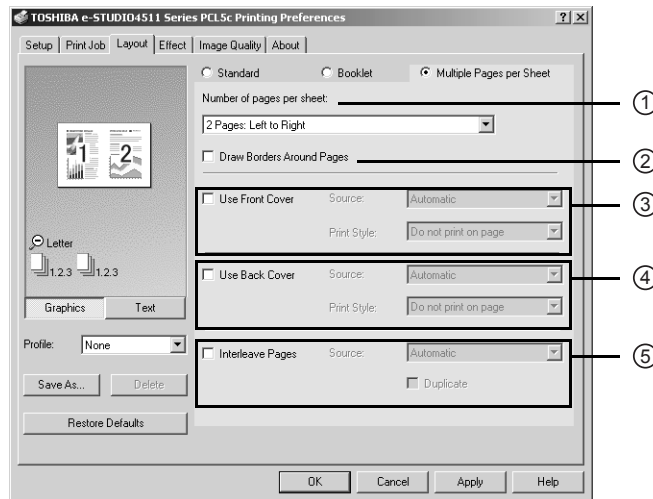 TOSHIBA e-STUDIO4511 Series PCL5c Printing Preferences
Setup Print Job Layout Effect Image Quality About
Standard Booklet Multiple Pages per Sheet
Number of pages per sheet: 1
2 Pages: Left to Right
1 2
Draw Borders Around Pages 2
Use Front Cover Source: Automatic 3
Print Style: Do not print on page
Letter
1.2.3 1.2.3
Use Back Cover Source: Automatic 4
Graphics Text
Print Style: Do not print on page
Profile: None
Interleave Pages Source: Automatic 5
Save As... Delete
Duplicate
Restore Defaults
OK Cancel Apply Help